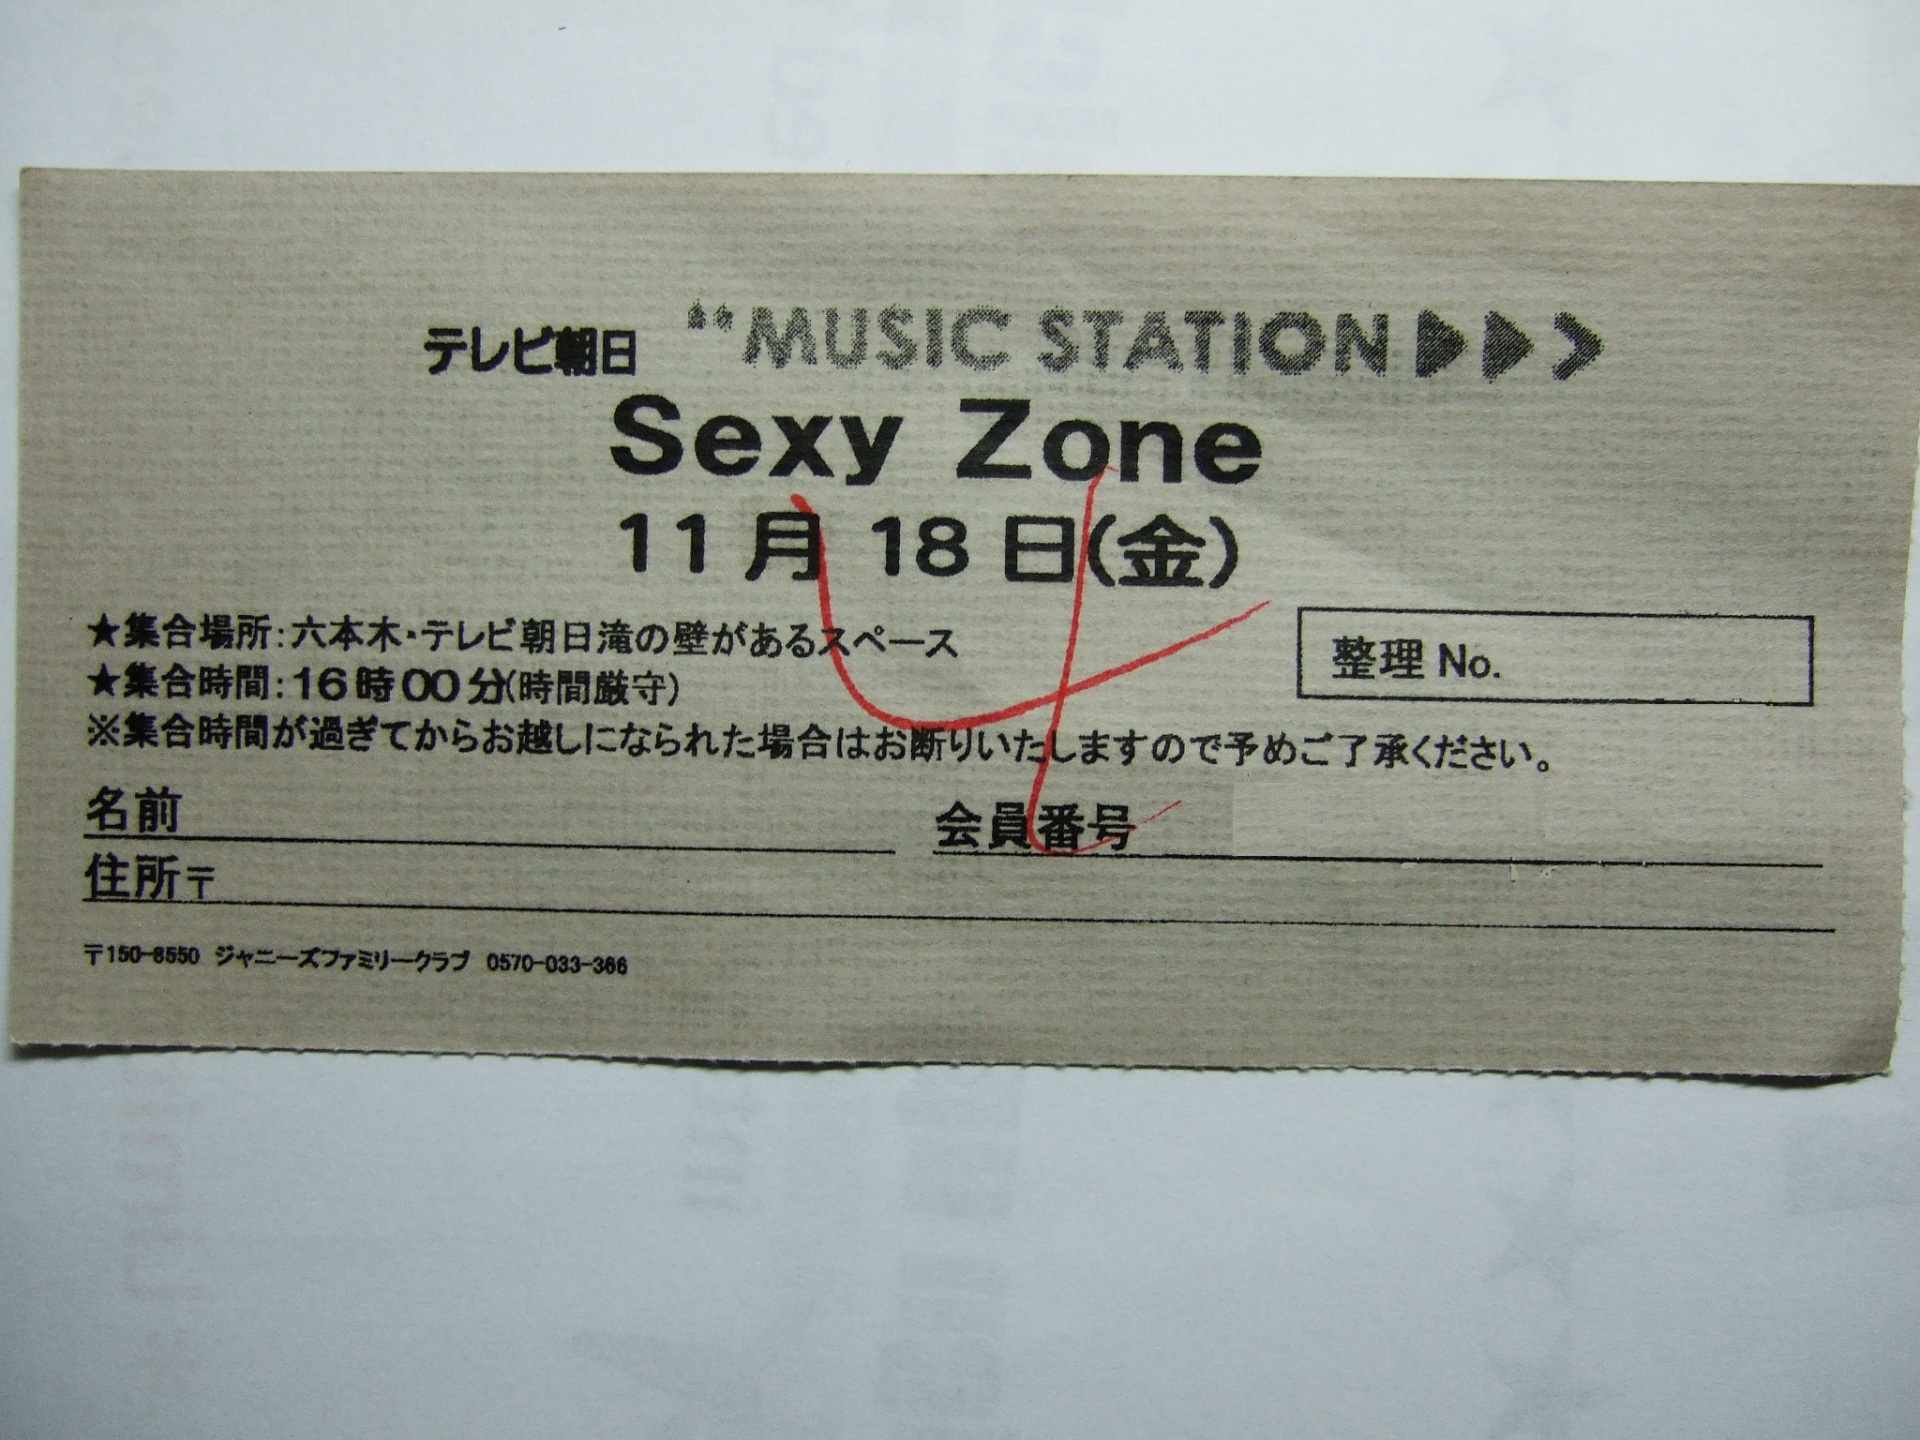 テレビ朝日 "MUSIC STATION
Sexy Zone
11月 18日(金)
★集合場所:六本木・テレビ朝日滝の壁があるスペース
★集合時間:16時00分(時間厳守)
整理 No.
※集合時間が過ぎてからお越しになられた場合はお断りいたしますので予めご了承ください。
名前 会員番号
住所〒
〒150-8550 ジャニーズファミリークラブ 0570-033-366